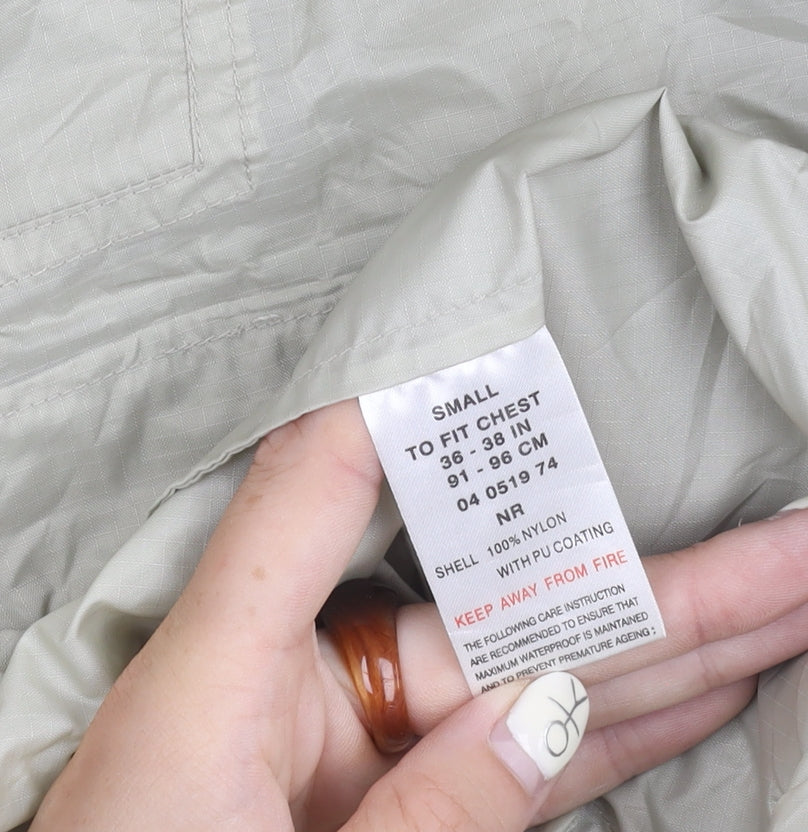 SMALL
TO FIT CHEST
36 - 38 IN
91 - 96 CM
04 0519 74
NR
SHELL 100% NYLON
WITH PU COATING
KEEP AWAY FROM FIRE
THE FOLLOWING CARE INSTRUCTION
ARE RECOMMENDED TO ENSURE THAT
MAXIMUM WATERPROOF IS MAINTAINED
AND TO PREVENT PREMATURE AGEING :